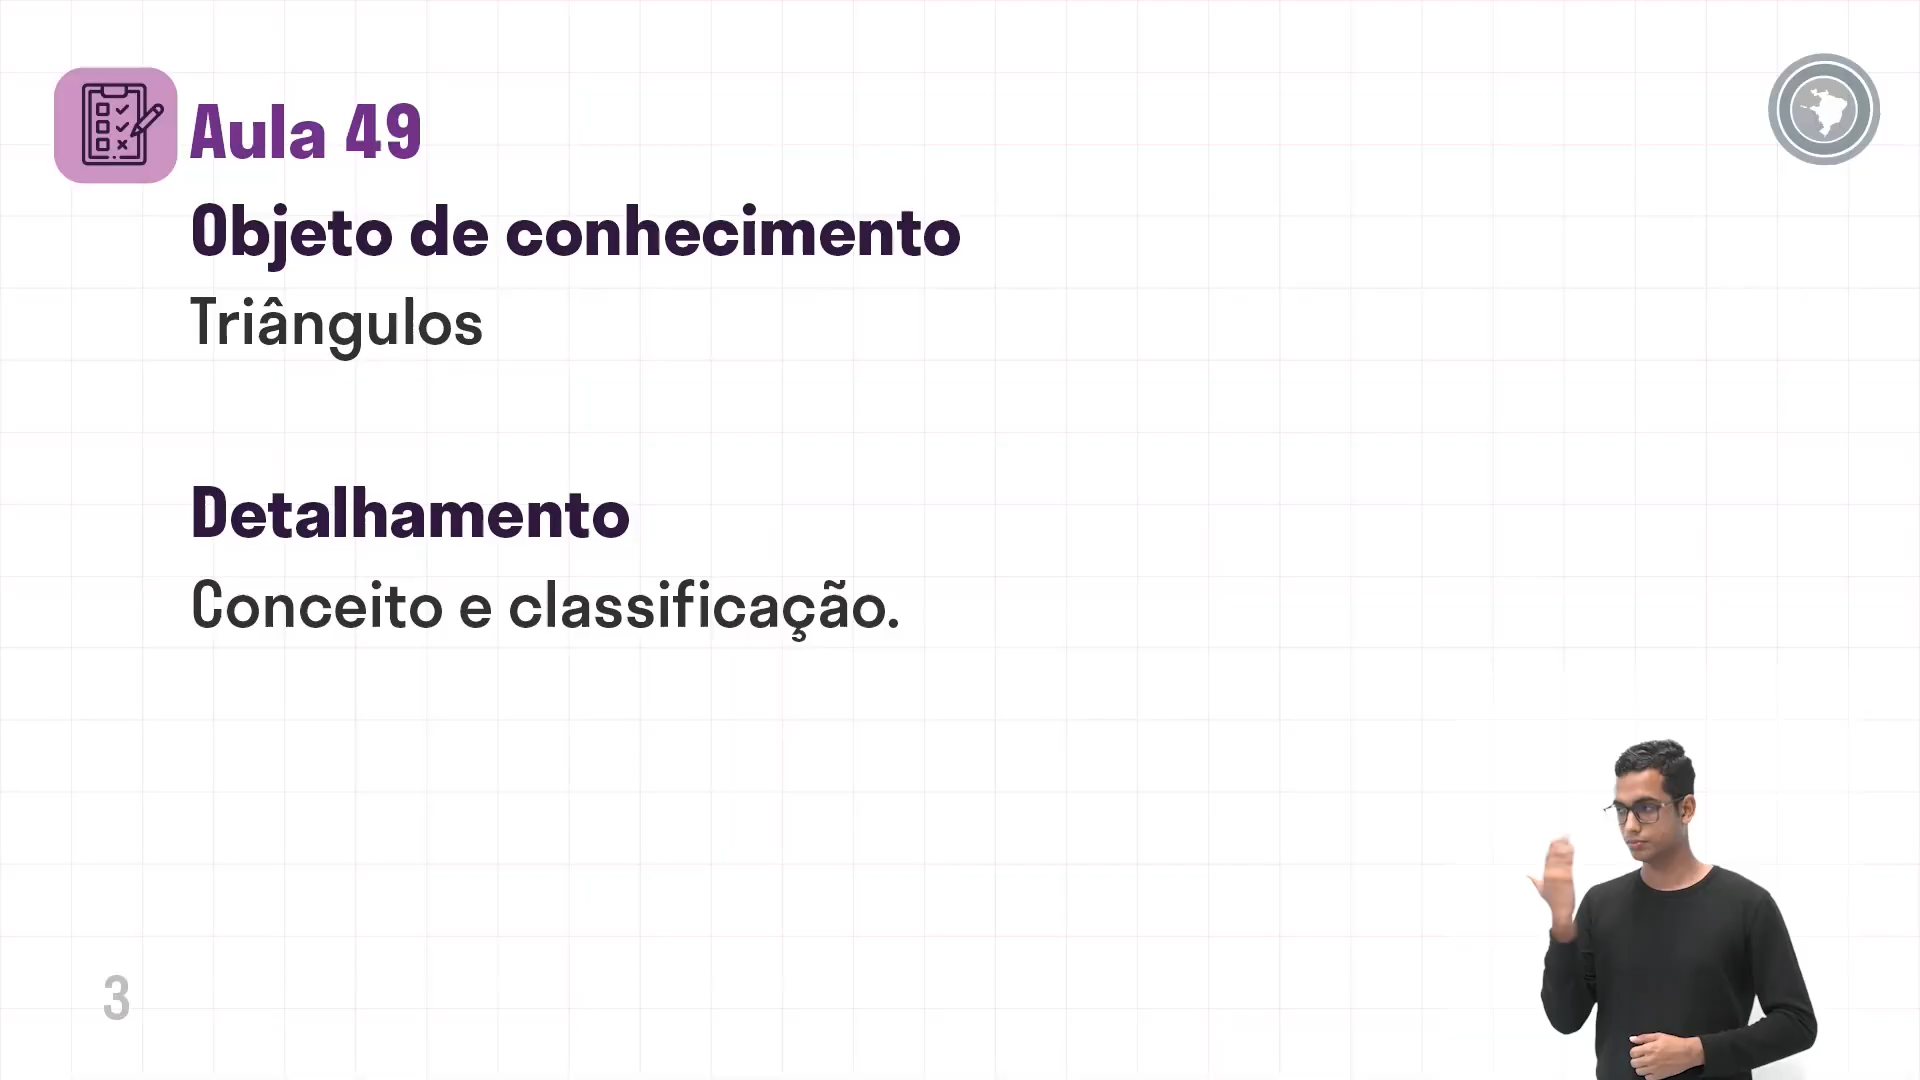 Aula 49
Objeto de conhecimento
Triângulos
Detalhamento
Conceito e classificação.
3